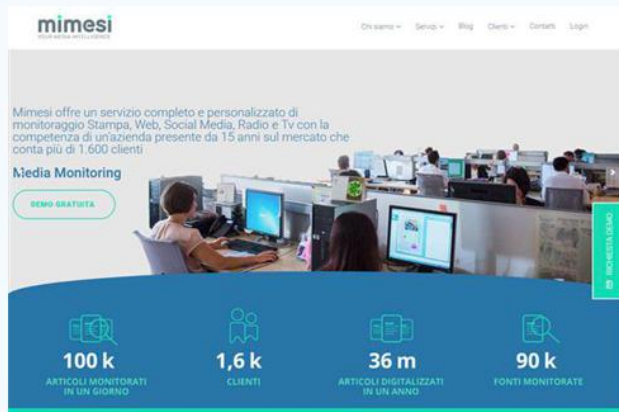 mimesi
YOUR MEDIA INTELLIGENCE
Chi siamo
Servizi
Blog
Clienti
Contatti
Login
Mimesi offre un servizio completo e personalizzato di
monitoraggio Stampa, Web, Social Media, Radio e Tv con la
competenza di un'azienda presente da 15 anni sul mercato che
conta più di 1.600 clienti
Media Monitoring
DEMO GRATUITA
RICHIESTA DEMO
100 k
ARTICOLI MONITORATI
IN UN GIORNO
1,6 k
CLIENTI
36 m
ARTICOLI DIGITALIZZATI
IN UN ANNO
90 k
FONTI MONITORATE